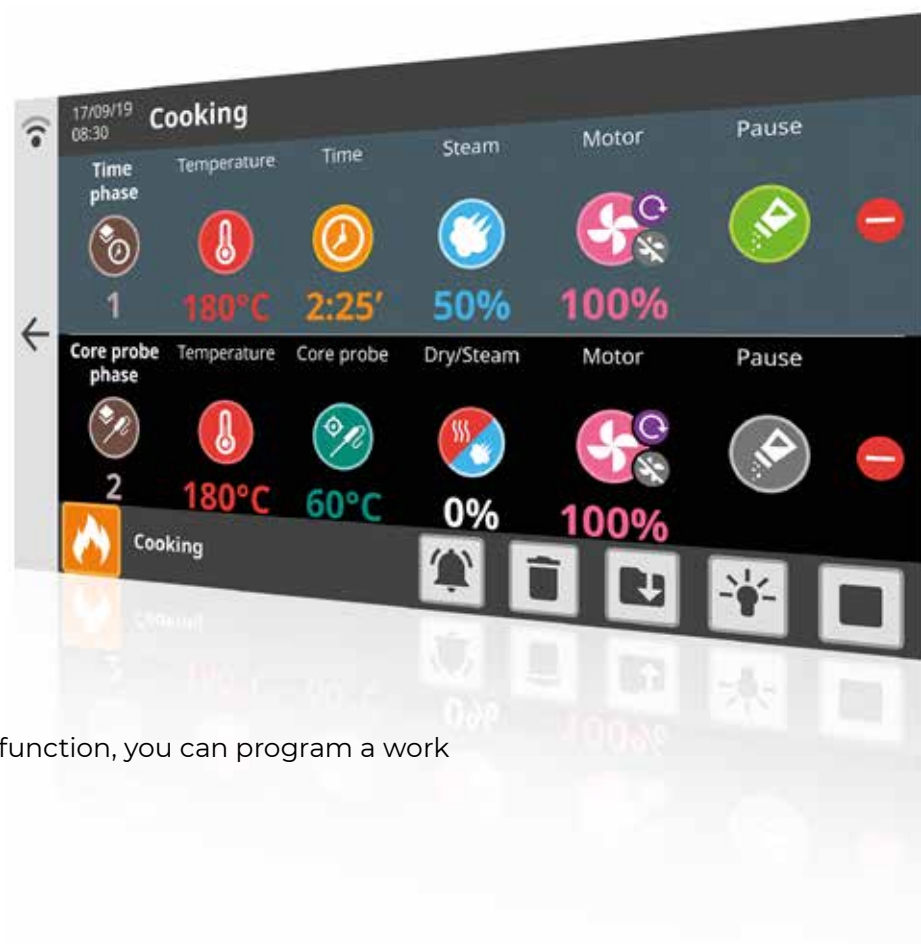 17/09/19
08:30
Cooking
Time phase
Temperature
Time
Steam
Motor
Pause
1
180°C
2:25′
50%
100%
Core probe phase
Temperature
Core probe
Dry/Steam
Motor
Pause
2
180°C
60°C
0%
100%
Cooking
function, you can program a work